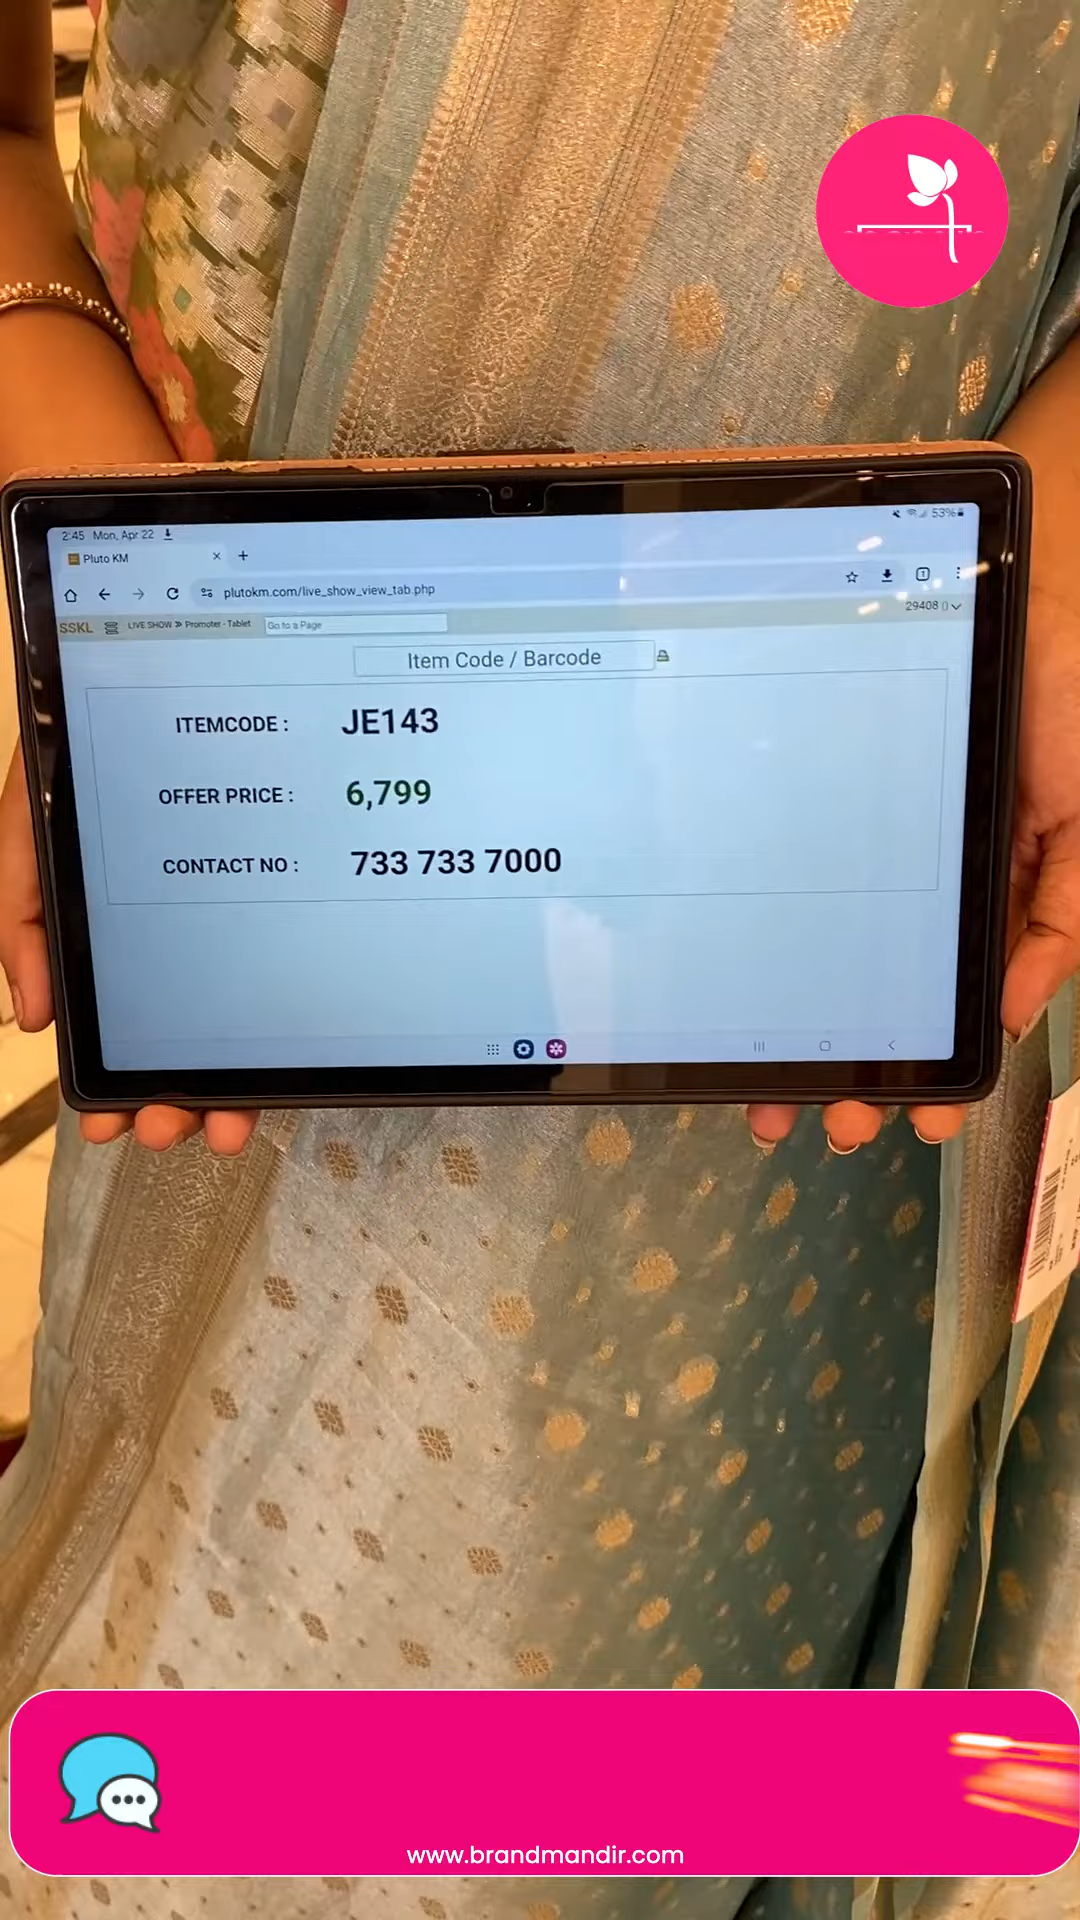 2:45 Mon, Apr 22
53%
Pluto KM
plutokm.com/live_show_view_tab.php
29408 ()
SSKL
LIVE SHOW >> Promoter - Tablet
Go to a Page
Item Code / Barcode
ITEMCODE : JE143
OFFER PRICE : 6,799
CONTACT NO : 733 733 7000
www.brandmandir.com